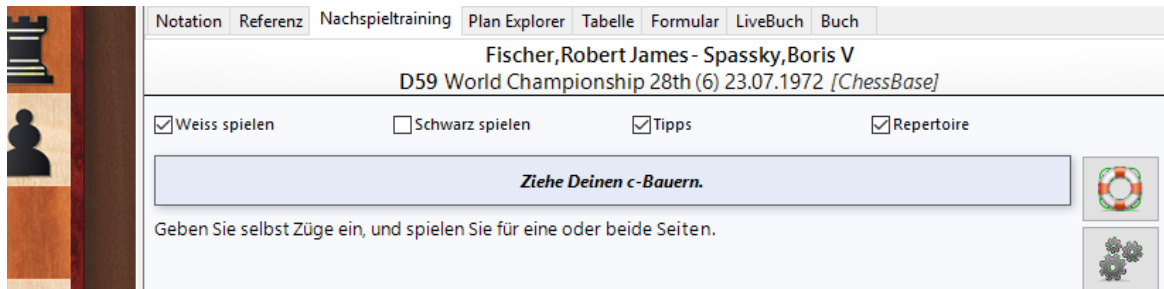 Notation Referenz Nachspieltraining Plan Explorer Tabelle Formular LiveBuch Buch
Fischer,Robert James - Spassky,Boris V
D59 World Championship 28th (6) 23.07.1972 [ChessBase]
Weiss spielen Schwarz spielen Tipps Repertoire
Ziehe Deinen c-Bauern.
Geben Sie selbst Züge ein, und spielen Sie für eine oder beide Seiten.